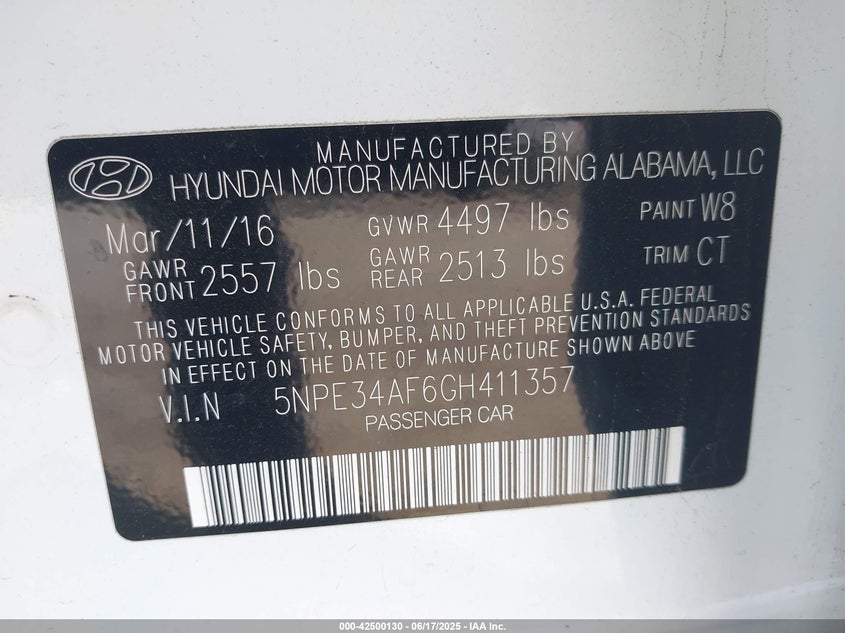 MANUFACTURED BY
HYUNDAI MOTOR MANUFACTURING ALABAMA, LLC
Mar/11/16 GVWR 4497 lbs PAINT W8
GAWR FRONT 2557 lbs GAWR REAR 2513 lbs TRIM CT
THIS VEHICLE CONFORMS TO ALL APPLICABLE U.S.A. FEDERAL
MOTOR VEHICLE SAFETY, BUMPER, AND THEFT PREVENTION STANDARDS
IN EFFECT ON THE DATE OF MANUFACTURE SHOWN ABOVE
V.I.N 5NPE34AF6GH411357
PASSENGER CAR
000-42500130 - 06/17/2025 - IAA Inc.